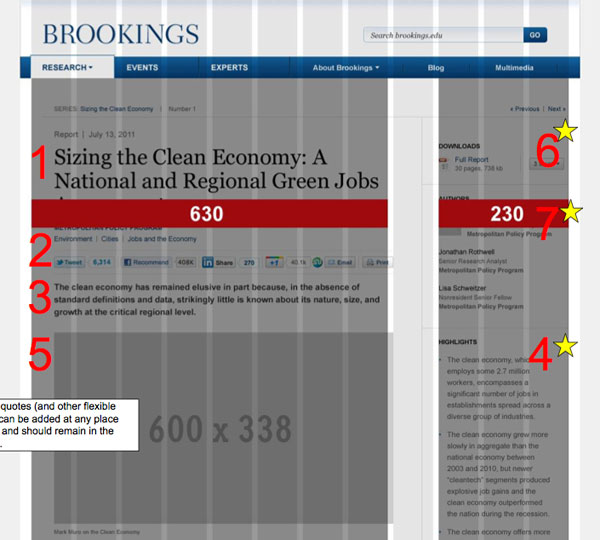 BROOKINGS
Search brookings.edu
GO
RESEARCH
EVENTS
EXPERTS
About Brookings
Blog
Multimedia
SERIES: Sizing the Clean Economy | Number 1
« Previous | Next »
Report | July 13, 2011
1
Sizing the Clean Economy: A
National and Regional Green Jobs
630
METROPOLITAN POLICY PROGRAM
2
Environment | Cities | Jobs and the Economy
Tweet 6,314 Recommend 408K in Share 270 +1 40.1k Email Print
3
The clean economy has remained elusive in part because, in the absence of
standard definitions and data, strikingly little is known about its nature, size, and
growth at the critical regional level.
5
600 x 338
quotes (and other flexible
can be added at any place
and should remain in the
.
Mark Muro on the Clean Economy
DOWNLOADS
6
Full Report
30 pages, 738 kb
AUTHORS
230
7
Metropolitan Policy Program
Jonathan Rothwell
Senior Research Analyst
Metropolitan Policy Program
Lisa Schweitzer
Nonresident Senior Fellow
Metropolitan Policy Program
HIGHLIGHTS
4
• The clean economy, which
employs some 2.7 million
workers, encompasses a
significant number of jobs in
establishments spread across a
diverse group of industries.
• The clean economy grew more
slowly in aggregate than the
national economy between
2003 and 2010, but newer
"cleantech" segments produced
explosive job gains and the
clean economy outperformed
the nation during the recession.
• The clean economy offers more